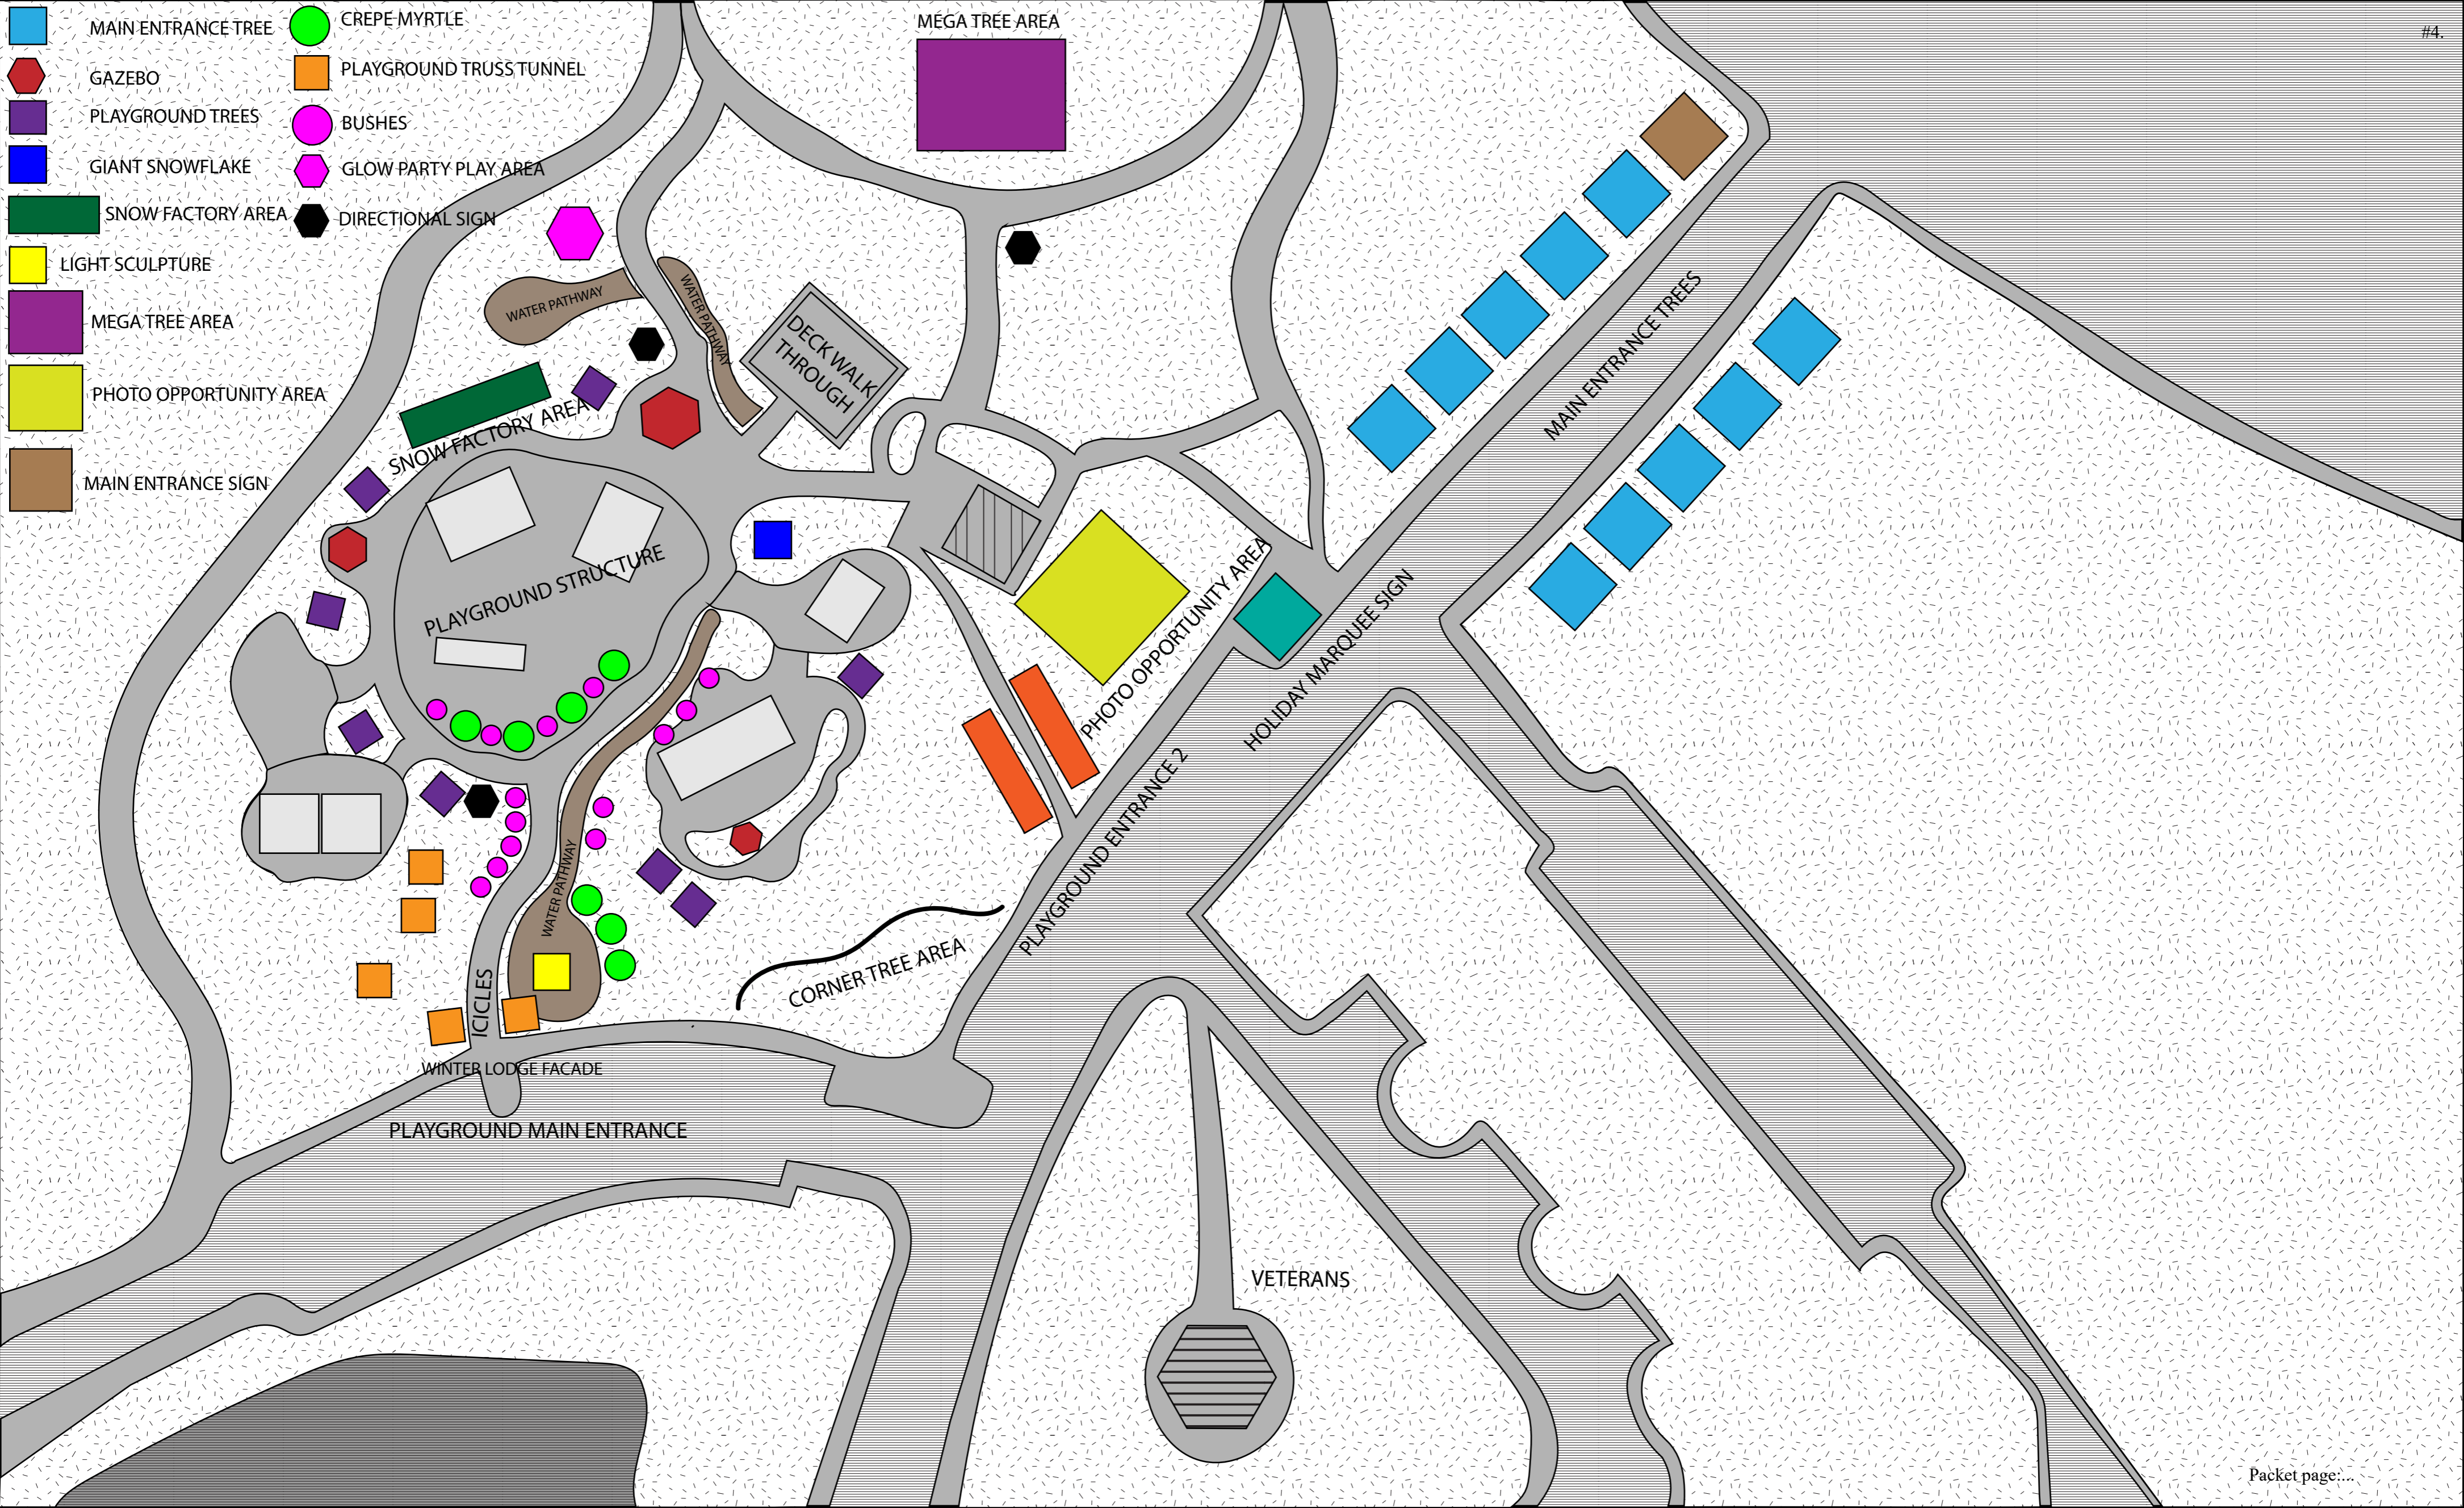 MAIN ENTRANCE TREE
GAZEBO
PLAYGROUND TREES
GIANT SNOWFLAKE
SNOW FACTORY AREA
LIGHT SCULPTURE
MEGA TREE AREA
PHOTO OPPORTUNITY AREA
MAIN ENTRANCE SIGN
CREPE MYRTLE
PLAYGROUND TRUSS TUNNEL
BUSHES
GLOW PARTY PLAY AREA
DIRECTIONAL SIGN
MEGA TREE AREA
#4.
WATER PATHWAY
WATER PATHWAY
DECK WALK
THROUGH
SNOW FACTORY AREA
PLAYGROUND STRUCTURE
MAIN ENTRANCE TREES
PHOTO OPPORTUNITY AREA
HOLIDAY MARQUEE SIGN
PLAYGROUND ENTRANCE 2
WATER PATHWAY
CORNER TREE AREA
ICICLES
WINTER LODGE FACADE
PLAYGROUND MAIN ENTRANCE
VETERANS
Packet page:...